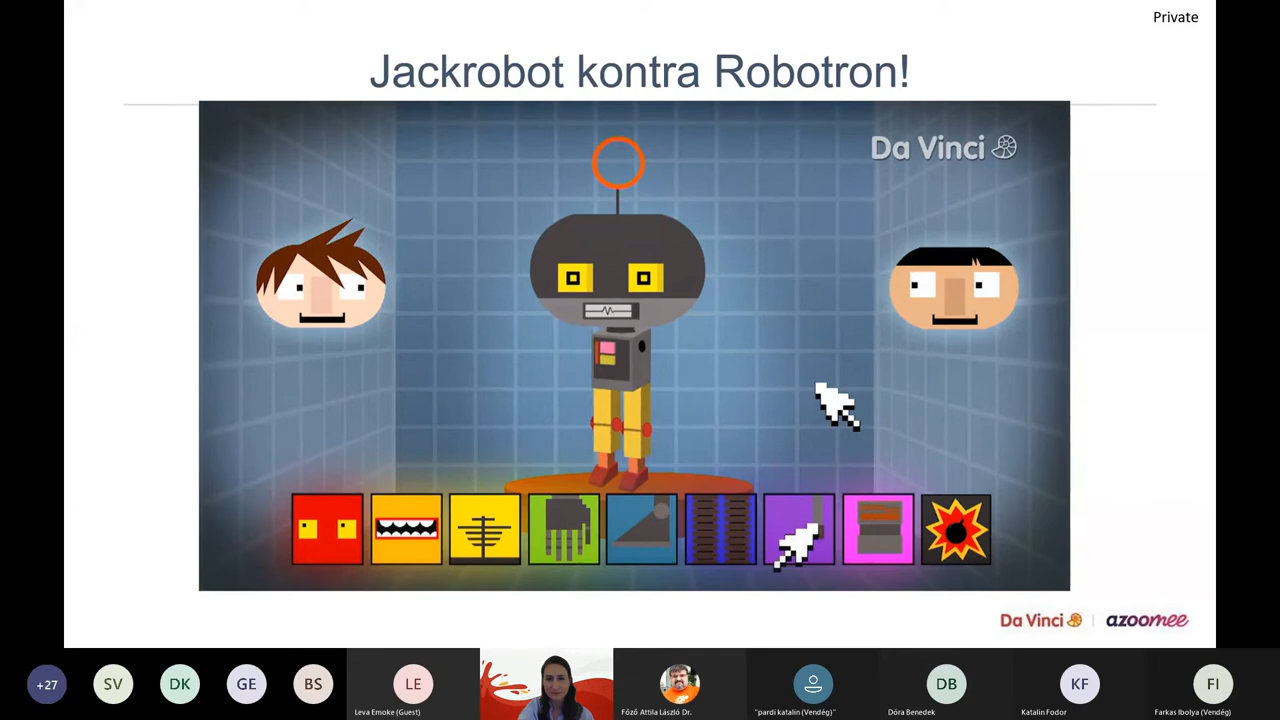 Private
Jackrobot kontra Robotron!
Da Vinci
Da Vinci | azoomee
+27
SV
DK
GE
BS
LE
Leva Emoke (Guest)
Főző Attila László Dr.
"pardi katalin (Vendég)"
DB
Dóra Benedek
KF
Katalin Fodor
FI
Farkas Ibolya (Vendég)